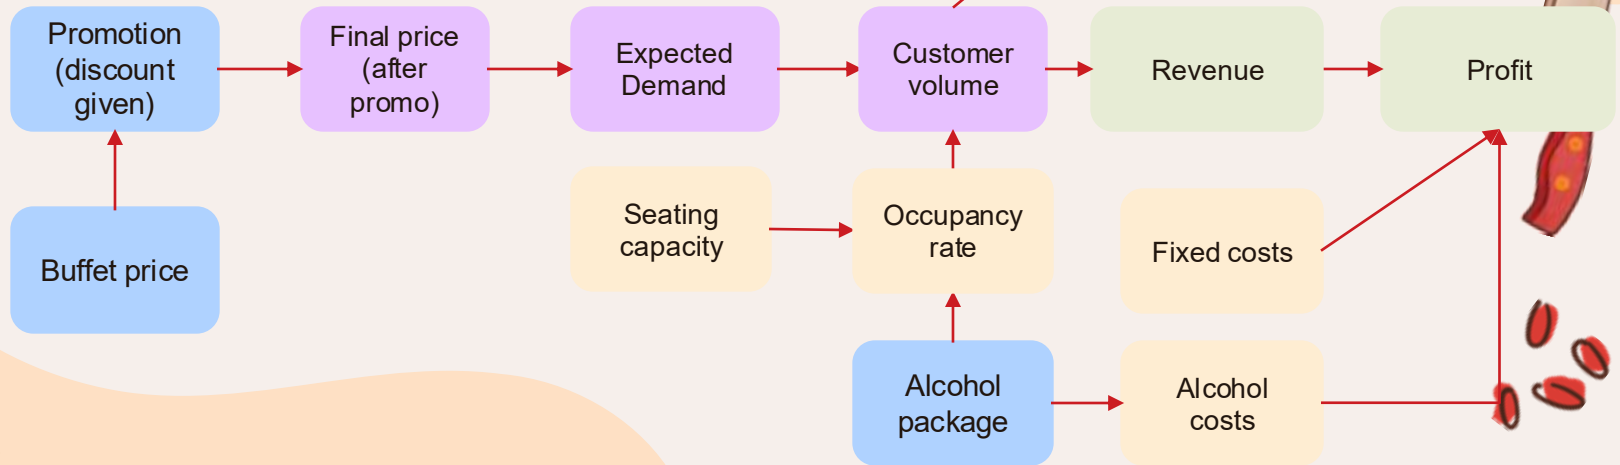 Promotion
(discount
given)
Final price
(after
promo)
Expected
Demand
Customer
volume
Revenue
Profit
Buffet price
Seating
capacity
Occupancy
rate
Fixed costs
Alcohol
package
Alcohol
costs